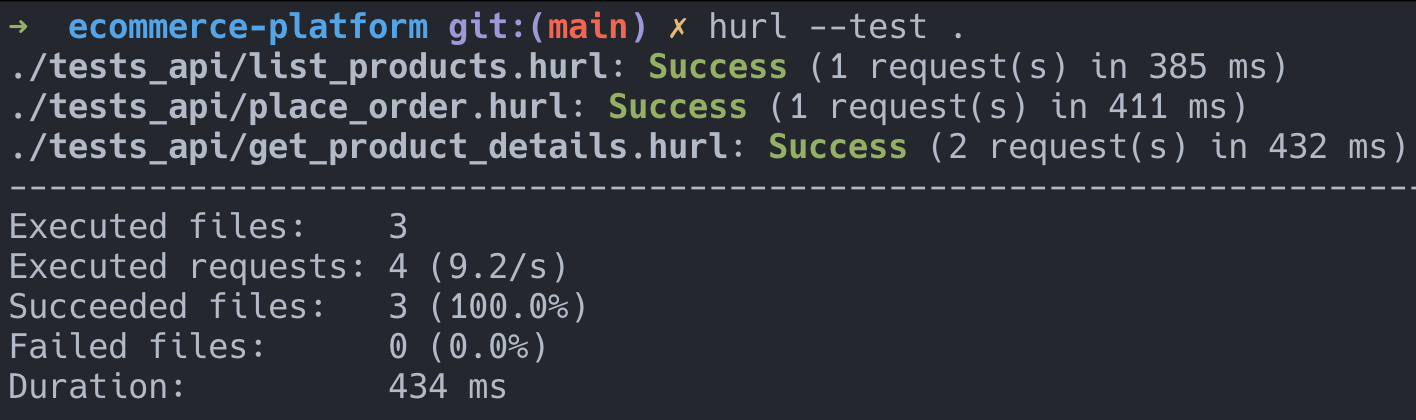 ➜  ecommerce-platform git:(main) ✗ hurl --test .
./tests_api/list_products.hurl: Success (1 request(s) in 385 ms)
./tests_api/place_order.hurl: Success (1 request(s) in 411 ms)
./tests_api/get_product_details.hurl: Success (2 request(s) in 432 ms)
--------------------------------------------------------------------------------
Executed files:    3
Executed requests: 4 (9.2/s)
Succeeded files:   3 (100.0%)
Failed files:      0 (0.0%)
Duration:          434 ms